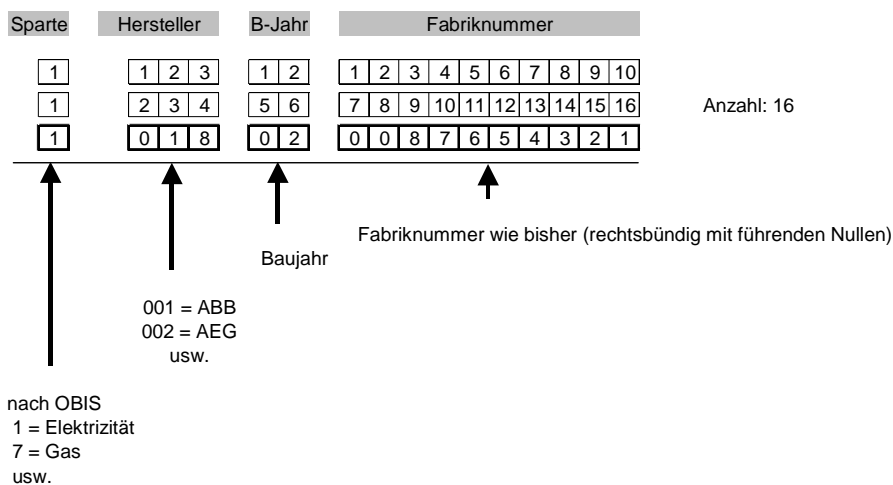 Sparte Hersteller B-Jahr Fabriknummer
1 1 2 3 1 2 1 2 3 4 5 6 7 8 9 10
1 2 3 4 5 6 7 8 9 10 11 12 13 14 15 16 Anzahl: 16
1 0 1 8 0 2 0 0 8 7 6 5 4 3 2 1
Fabriknummer wie bisher (rechtsbündig mit führenden Nullen)
Baujahr
001 = ABB
002 = AEG
usw.
nach OBIS
1 = Elektrizität
7 = Gas
usw.